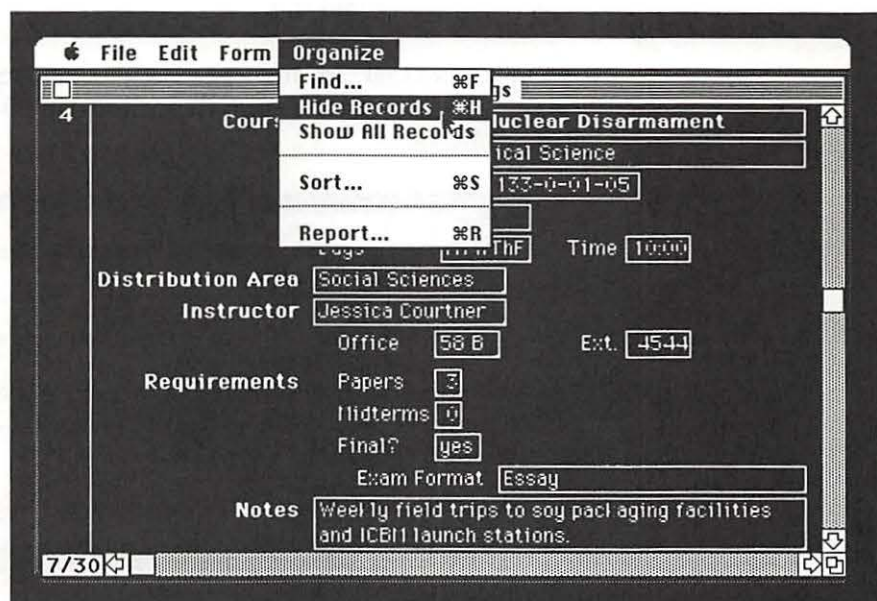 File Edit Form Organize
Find... ⌘F
Hide Records ⌘H
Show All Records
Sort... ⌘S
Report... ⌘R
gs
4
Cours
Nuclear Disarmament
ical Science
133-0-01-05
Days ThF Time 10:00
Distribution Area Social Sciences
Instructor Jessica Courtner
Office 58 B Ext. 4544
Requirements Papers 3
Midterms 0
Final? yes
Exam Format Essay
Notes Weekly field trips to soy packaging facilities
and ICBM launch stations.
7/30